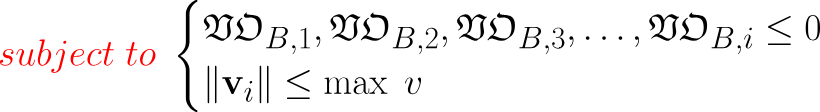 subject to { 𝔙𝔒_{B,1}, 𝔙𝔒_{B,2}, 𝔙𝔒_{B,3}, …, 𝔙𝔒_{B,i} ≤ 0
‖𝐯_i‖ ≤ max v